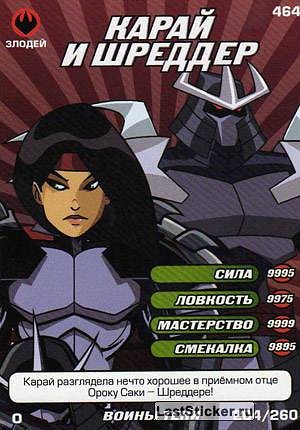 464
ЗЛОДЕЙ
КАРАЙ
И ШРЕДДЕР
СИЛА 9995
ЛОВКОСТЬ 9975
МАСТЕРСТВО 9999
СМЕКАЛКА 9895
Карай разглядела нечто хорошее в приёмном отце
Ороку Саки – Шреддере!
0
ВОИНЫ ТЕНИ
/260
LastSticker.ru